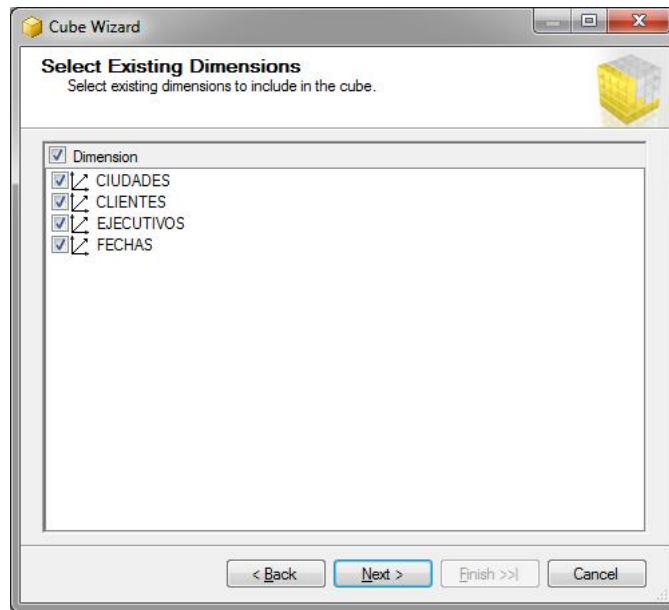 Cube Wizard
Select Existing Dimensions
Select existing dimensions to include in the cube.
Dimension
CIUDADES
CLIENTES
EJECUTIVOS
FECHAS
< Back Next > Finish >>| Cancel